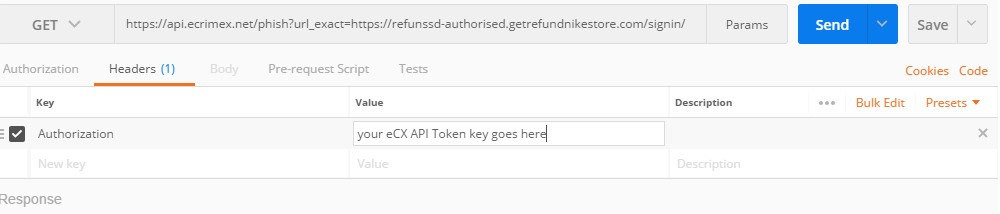 GET https://api.ecrimex.net/phish?url_exact=https://refunssd-authorised.getrefundnikestore.com/signin/ Params Send Save
Authorization Headers (1) Body Pre-request Script Tests Cookies Code
Key Value Description ••• Bulk Edit Presets
Authorization your eCX API Token key goes here
New key Value Description
Response